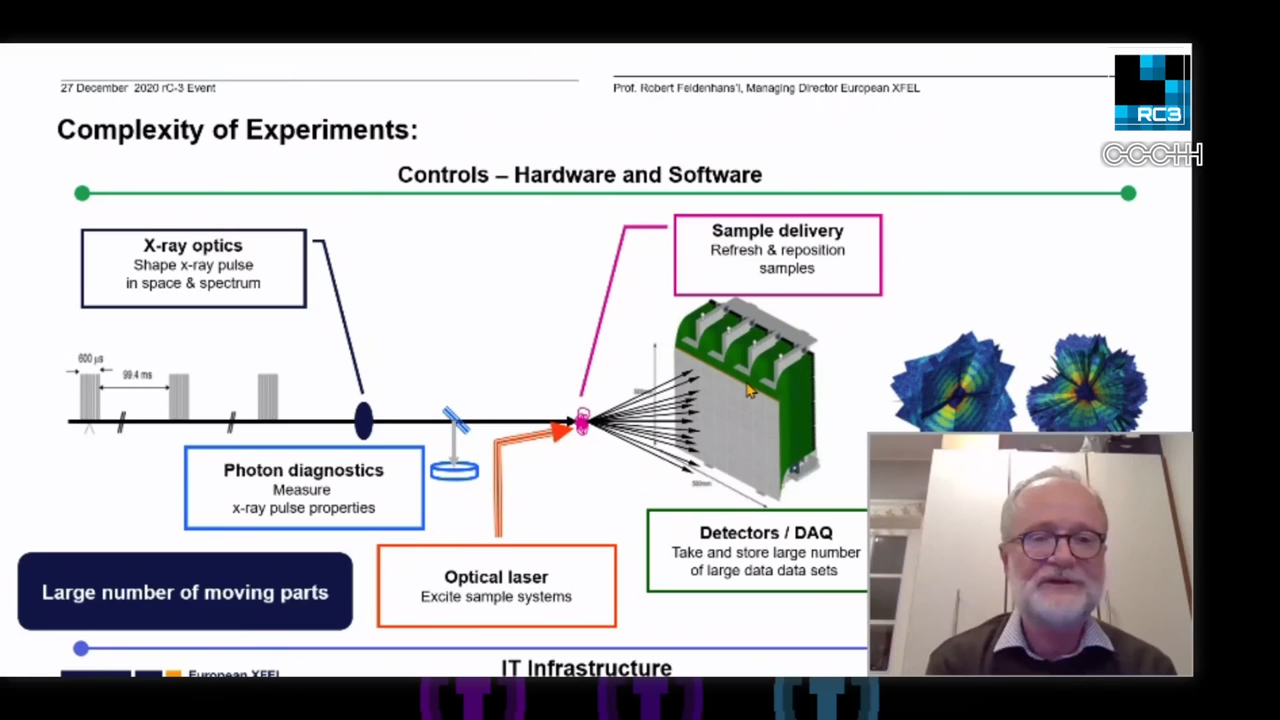 27 December 2020 rC-3 Event
Prof. Robert Feidenhans'l, Managing Director European XFEL
RC3
CCCHH
Complexity of Experiments:
Controls – Hardware and Software
X-ray optics
Shape x-ray pulse
in space & spectrum
Sample delivery
Refresh & reposition
samples
600 µs
99.4 ms
Photon diagnostics
Measure
x-ray pulse properties
500mm
Detectors / DAQ
Take and store large number
of large data data sets
Optical laser
Excite sample systems
Large number of moving parts
IT Infrastructure
European XFEL